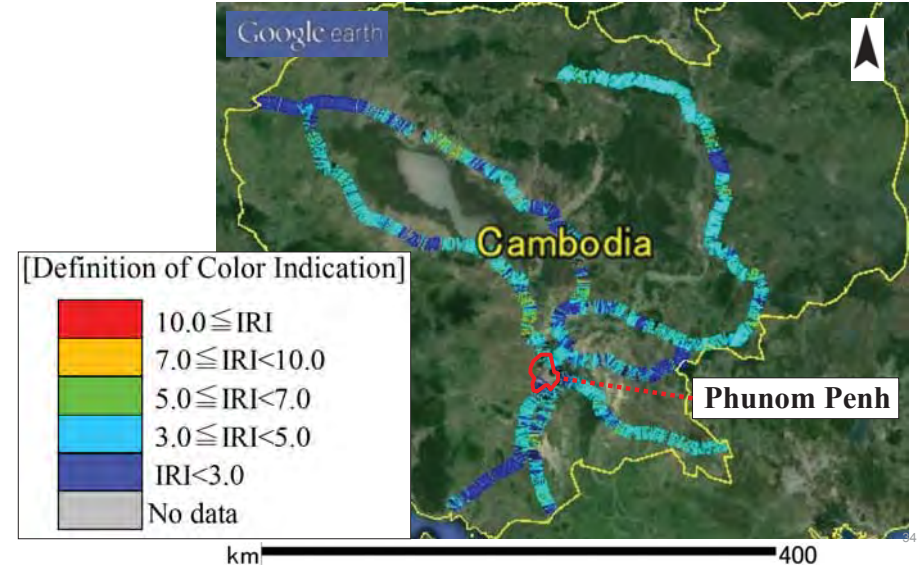 Google earth
Cambodia
[Definition of Color Indication]
10.0≦IRI
7.0≦IRI<10.0
5.0≦IRI<7.0
3.0≦IRI<5.0
IRI<3.0
No data
Phunom Penh
34
km 400